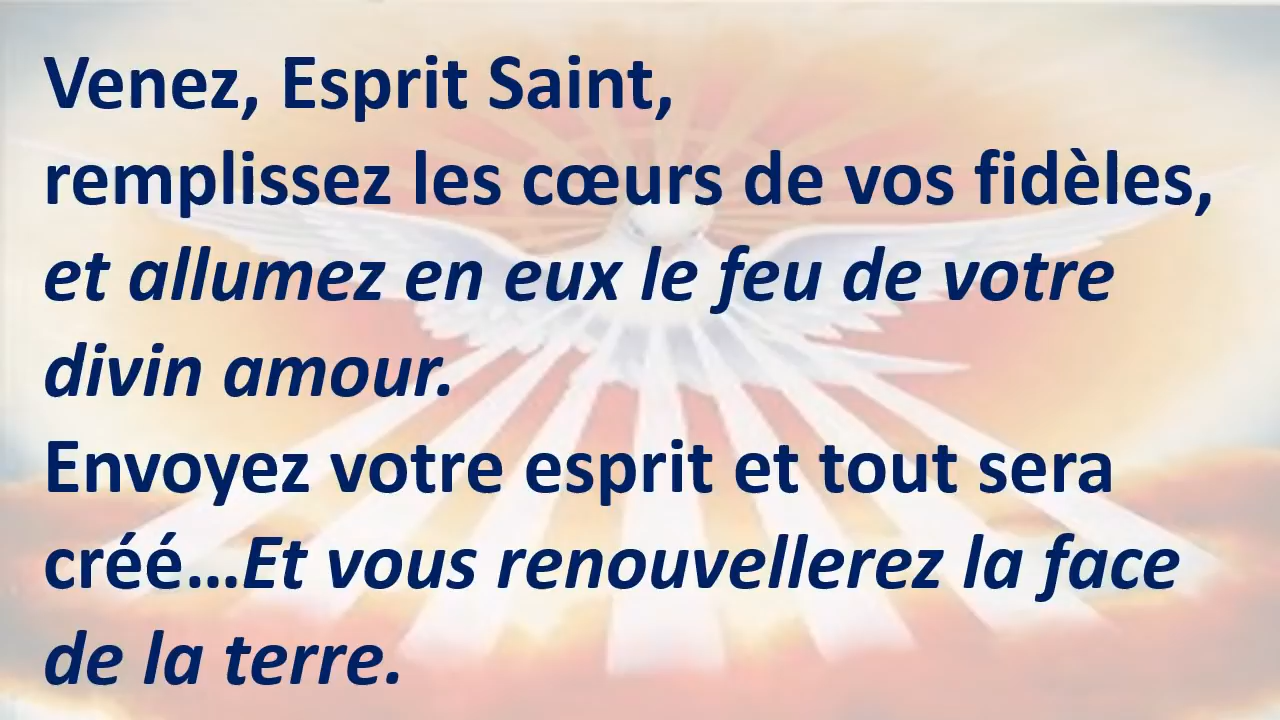 Venez, Esprit Saint,
remplissez les cœurs de vos fidèles,
et allumez en eux le feu de votre
divin amour.
Envoyez votre esprit et tout sera
créé…Et vous renouvellerez la face
de la terre.